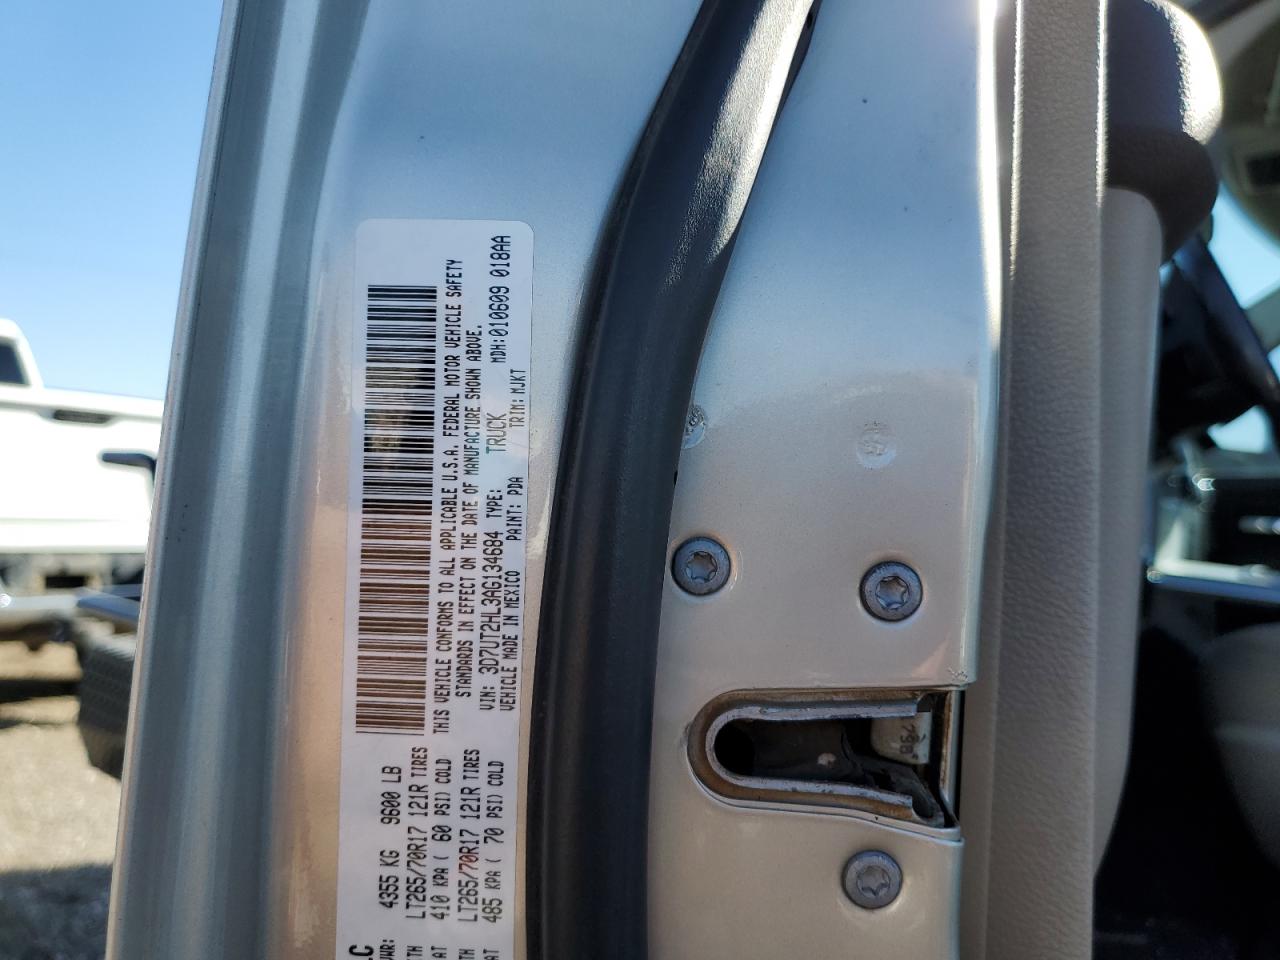 LC
4355 KG 9600 LB
LT265/70R17 121R TIRES
410 KPA( 60 PSI) COLD
LT265/70R17 121R TIRES
485 KPA( 70 PSI) COLD
THIS VEHICLE CONFORMS TO ALL APPLICABLE U.S.A. FEDERAL MOTOR VEHICLE SAFETY
STANDARDS IN EFFECT ON THE DATE OF MANUFACTURE SHOWN ABOVE.
VIN: 3D7UT2HL3AG134684 TYPE: TRUCK MDH:010609 018AA
VEHICLE MADE IN MEXICO PAINT: PDA TRIM: MJKT